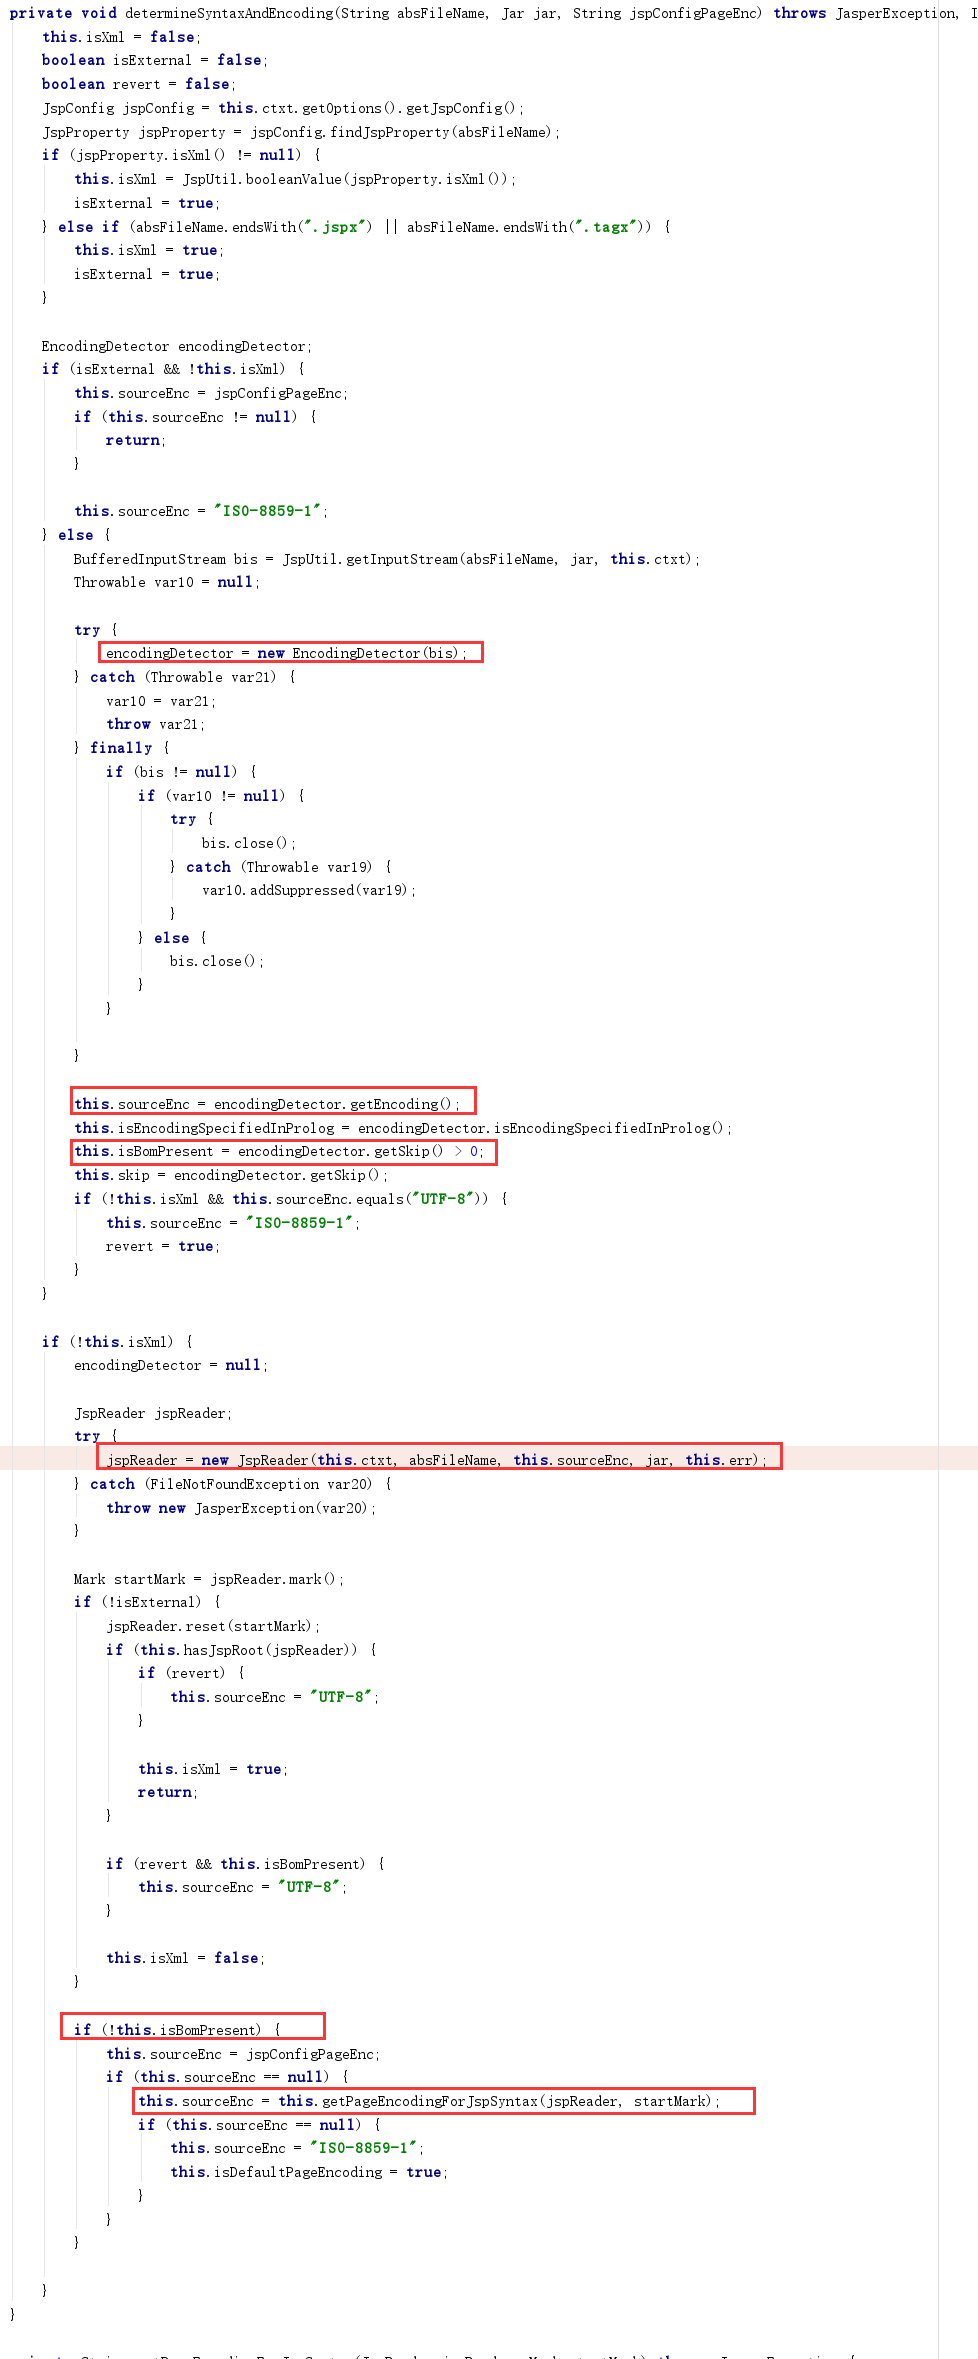 private void determineSyntaxAndEncoding(String absFileName, Jar jar, String jspConfigPageEnc) throws JasperException, I
this.isXml = false;
boolean isExternal = false;
boolean revert = false;
JspConfig jspConfig = this.ctxt.getOptions().getJspConfig();
JspProperty jspProperty = jspConfig.findJspProperty(absFileName);
if (jspProperty.isXml() != null) {
this.isXml = JspUtil.booleanValue(jspProperty.isXml());
isExternal = true;
} else if (absFileName.endsWith(".jspx") || absFileName.endsWith(".tagx")) {
this.isXml = true;
isExternal = true;
}
EncodingDetector encodingDetector;
if (isExternal && !this.isXml) {
this.sourceEnc = jspConfigPageEnc;
if (this.sourceEnc != null) {
return;
}
this.sourceEnc = "ISO-8859-1";
} else {
BufferedInputStream bis = JspUtil.getInputStream(absFileName, jar, this.ctxt);
Throwable var10 = null;
try {
encodingDetector = new EncodingDetector(bis);
} catch (Throwable var21) {
var10 = var21;
throw var21;
} finally {
if (bis != null) {
if (var10 != null) {
try {
bis.close();
} catch (Throwable var19) {
var10.addSuppressed(var19);
}
} else {
bis.close();
}
}
}
this.sourceEnc = encodingDetector.getEncoding();
this.isEncodingSpecifiedInProlog = encodingDetector.isEncodingSpecifiedInProlog();
this.isBomPresent = encodingDetector.getSkip() > 0;
this.skip = encodingDetector.getSkip();
if (!this.isXml && this.sourceEnc.equals("UTF-8")) {
this.sourceEnc = "ISO-8859-1";
revert = true;
}
}
if (!this.isXml) {
encodingDetector = null;
JspReader jspReader;
try {
jspReader = new JspReader(this.ctxt, absFileName, this.sourceEnc, jar, this.err);
} catch (FileNotFoundException var20) {
throw new JasperException(var20);
}
Mark startMark = jspReader.mark();
if (!isExternal) {
jspReader.reset(startMark);
if (this.hasJspRoot(jspReader)) {
if (revert) {
this.sourceEnc = "UTF-8";
}
this.isXml = true;
return;
}
if (revert && this.isBomPresent) {
this.sourceEnc = "UTF-8";
}
this.isXml = false;
}
if (!this.isBomPresent) {
this.sourceEnc = jspConfigPageEnc;
if (this.sourceEnc == null) {
this.sourceEnc = this.getPageEncodingForJspSyntax(jspReader, startMark);
if (this.sourceEnc == null) {
this.sourceEnc = "ISO-8859-1";
this.isDefaultPageEncoding = true;
}
}
}
}
}